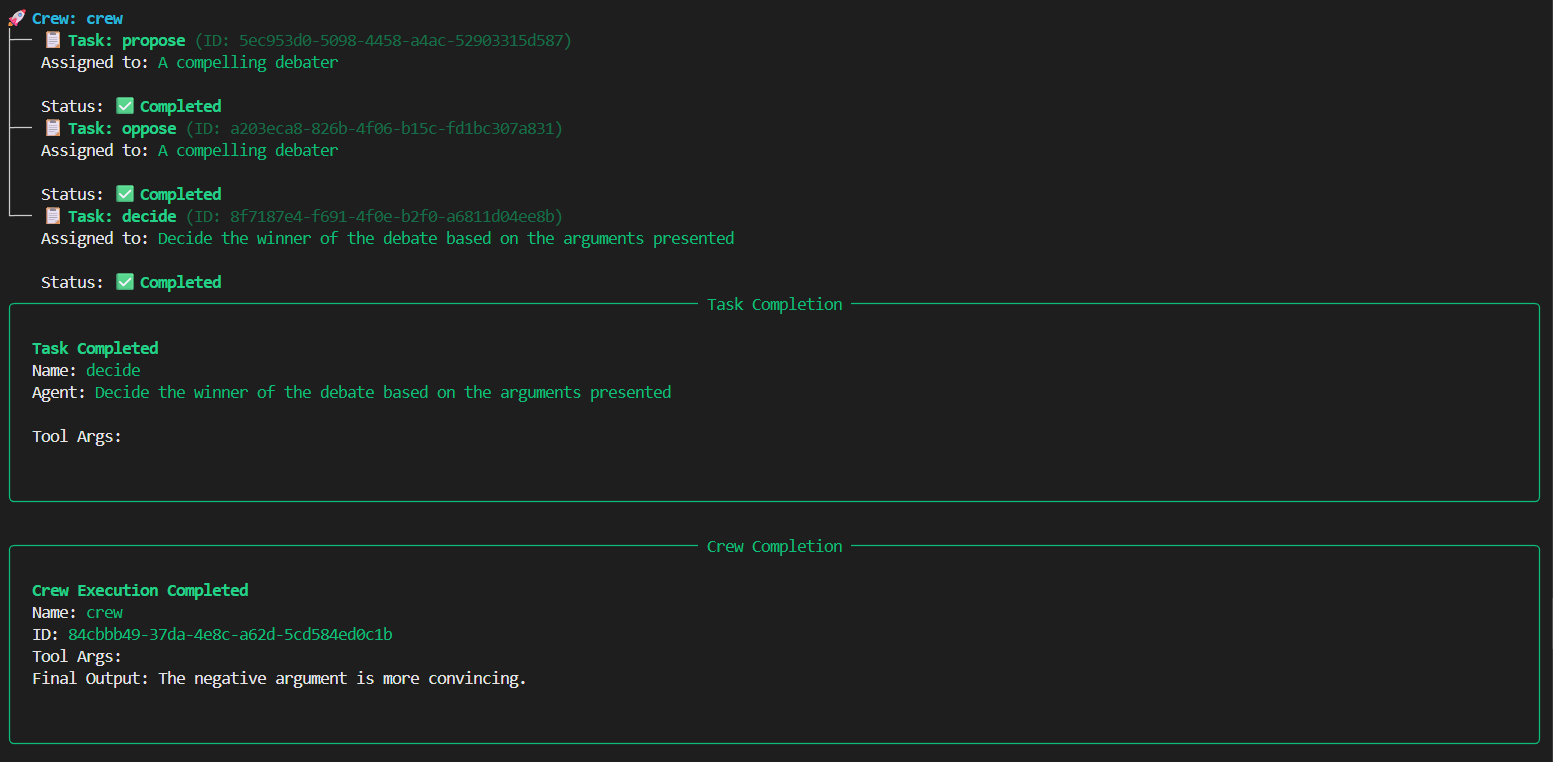 🚀 Crew: crew
📋 Task: propose (ID: 5ec953d0-5098-4458-a4ac-52903315d587)
Assigned to: A compelling debater
Status: ✅ Completed
📋 Task: oppose (ID: a203eca8-826b-4f06-b15c-fd1bc307a831)
Assigned to: A compelling debater
Status: ✅ Completed
📋 Task: decide (ID: 8f7187e4-f691-4f0e-b2f0-a6811d04ee8b)
Assigned to: Decide the winner of the debate based on the arguments presented
Status: ✅ Completed
Task Completion
Task Completed
Name: decide
Agent: Decide the winner of the debate based on the arguments presented
Tool Args:
Crew Completion
Crew Execution Completed
Name: crew
ID: 84cbbb49-37da-4e8c-a62d-5cd584ed0c1b
Tool Args:
Final Output: The negative argument is more convincing.